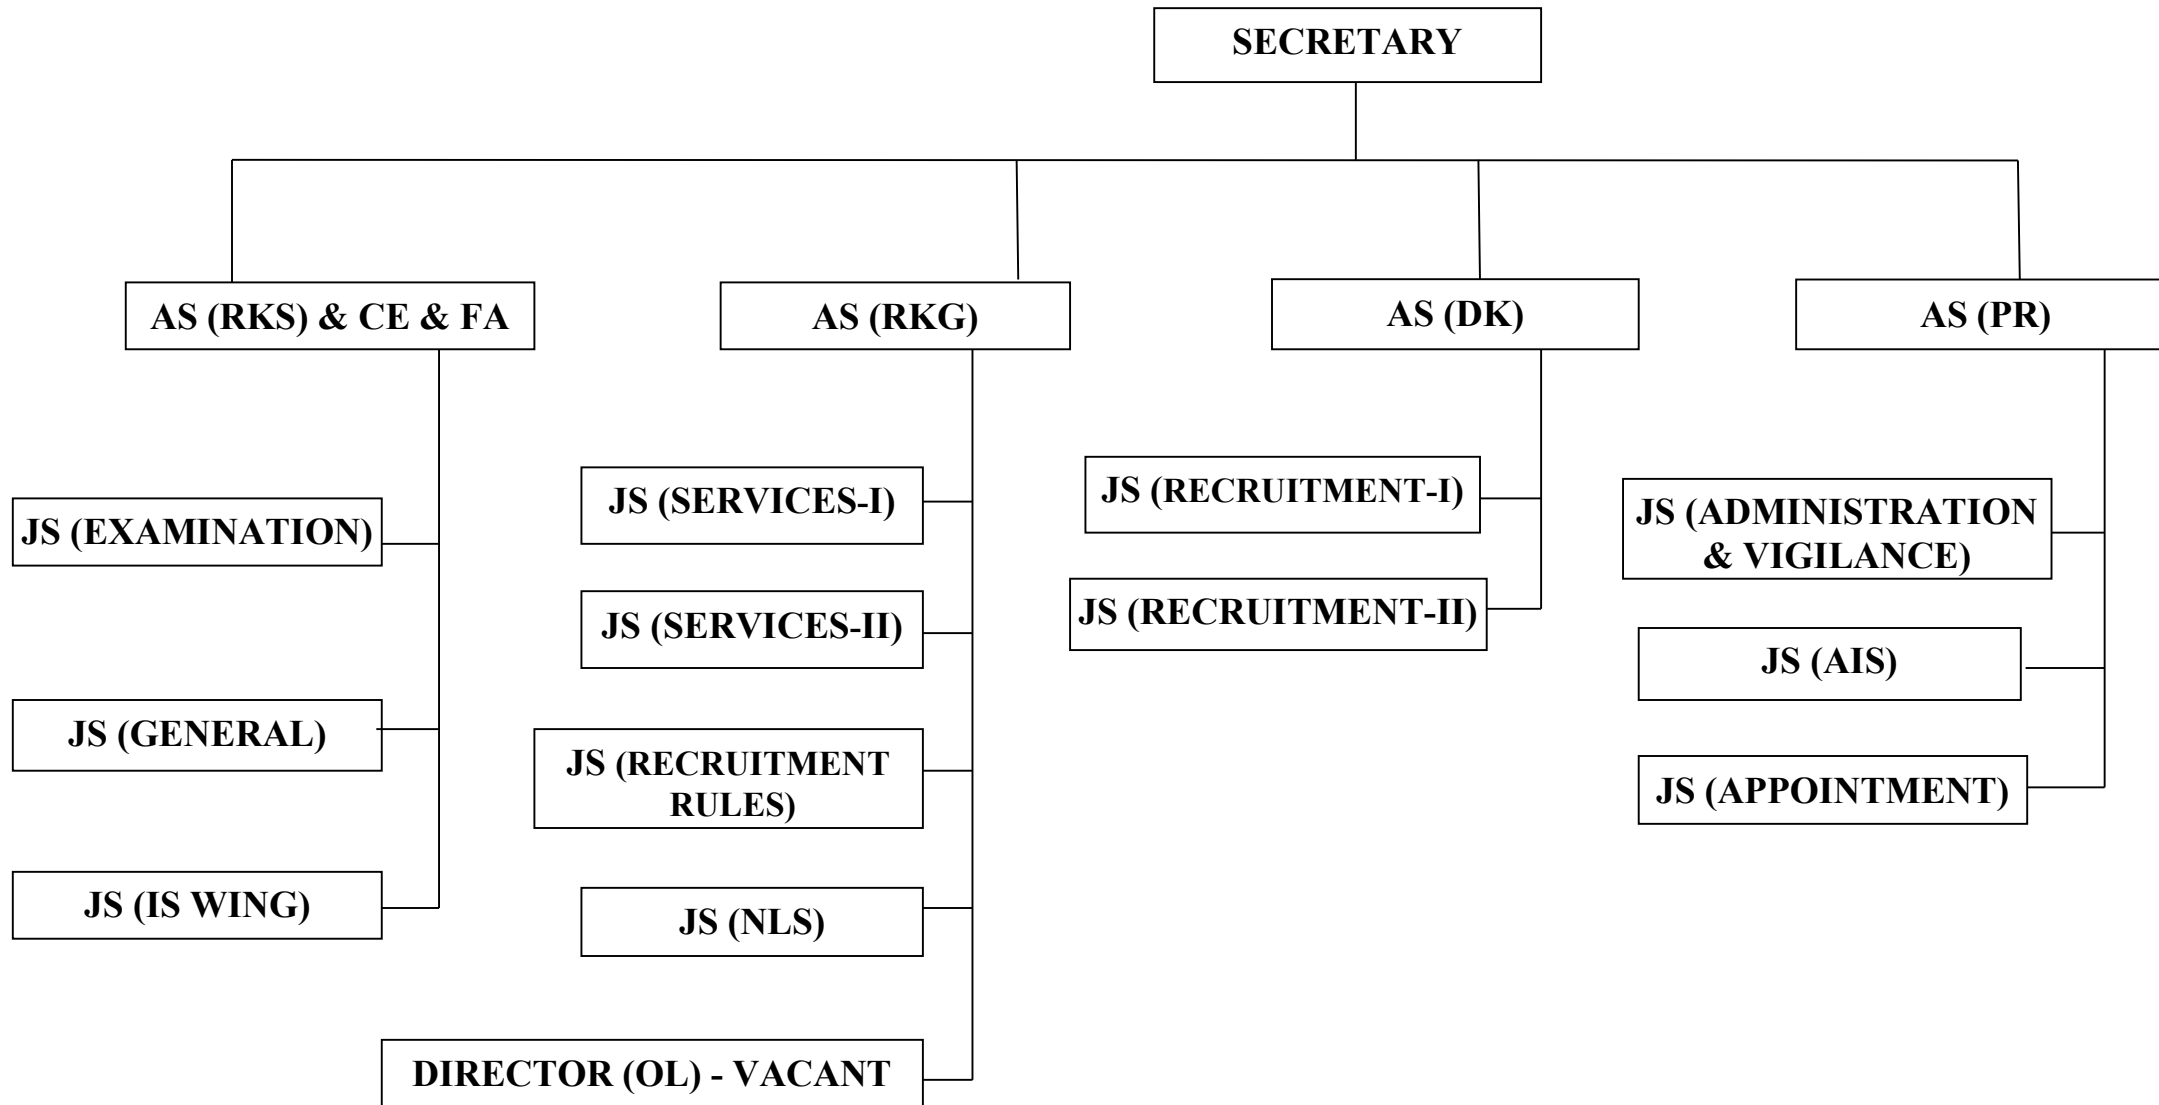 SECRETARY
AS (RKS) & CE & FA
AS (RKG)
AS (DK)
AS (PR)
JS (EXAMINATION)
JS (GENERAL)
JS (IS WING)
JS (SERVICES-I)
JS (SERVICES-II)
JS (RECRUITMENT
RULES)
JS (NLS)
DIRECTOR (OL) - VACANT
JS (RECRUITMENT-I)
JS (RECRUITMENT-II)
JS (ADMINISTRATION
& VIGILANCE)
JS (AIS)
JS (APPOINTMENT)